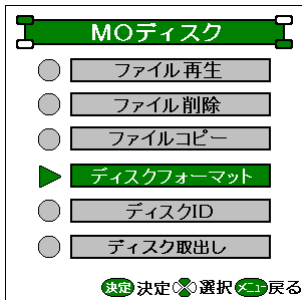 MOディスク
ファイル再生
ファイル削除
ファイルコピー
ディスクフォーマット
ディスクID
ディスク取出し
決定 決定 選択 メニュー 戻る